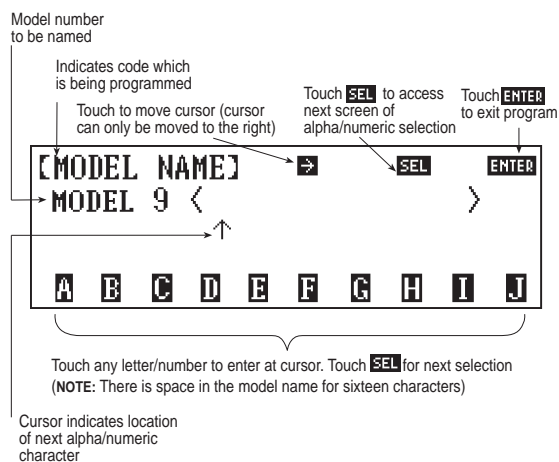 Model number
to be named
Indicates code which
is being programmed
Touch to move cursor (cursor
can only be moved to the right)
Touch SEL to access
next screen of
alpha/numeric selection
Touch ENTER
to exit program
[MODEL NAME] → SEL ENTER
MODEL 9 < >
↑
A B C D E F G H I J
Touch any letter/number to enter at cursor. Touch SEL for next selection
(NOTE: There is space in the model name for sixteen characters)
Cursor indicates location
of next alpha/numeric
character